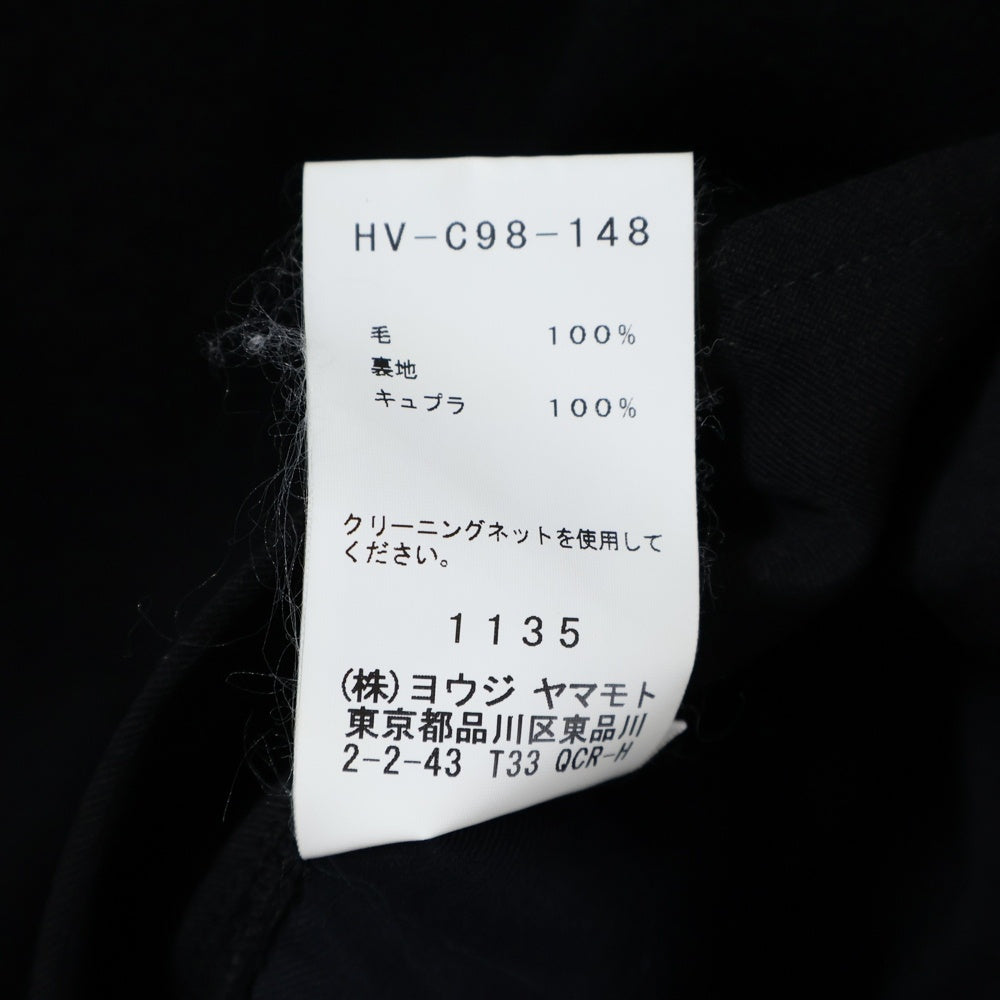 HV-C98-148
毛 100%
裏地
キュプラ 100%
クリーニングネットを使用して
ください。
1135
(株)ヨウジ ヤマモト
東京都品川区東品川
2-2-43 T33 QCR-H